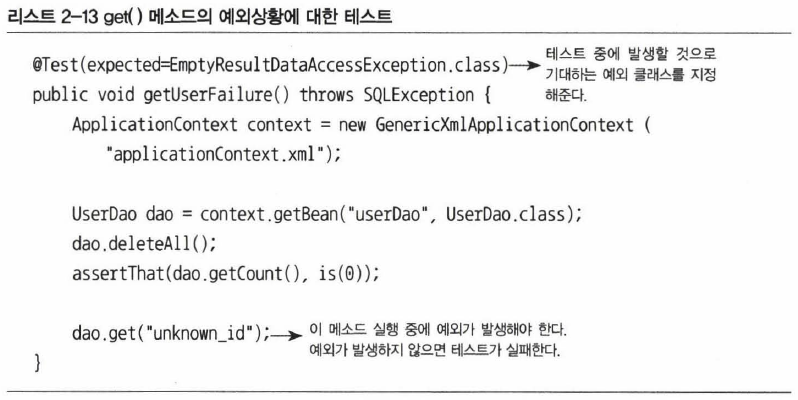 리스트 2-13 get() 메소드의 예외상황에 대한 테스트
@Test(expected=EmptyResultDataAccessException.class)→ 테스트 중에 발생할 것으로
기대하는 예외 클래스를 지정
해준다.
public void getUserFailure() throws SQLException {
ApplicationContext context = new GenericXmlApplicationContext (
"applicationContext.xml");
UserDao dao = context.getBean("userDao", UserDao.class);
dao.deleteAll();
assertThat(dao.getCount(), is(0));
dao.get("unknown_id");→ 이 메소드 실행 중에 예외가 발생해야 한다.
예외가 발생하지 않으면 테스트가 실패한다.
}